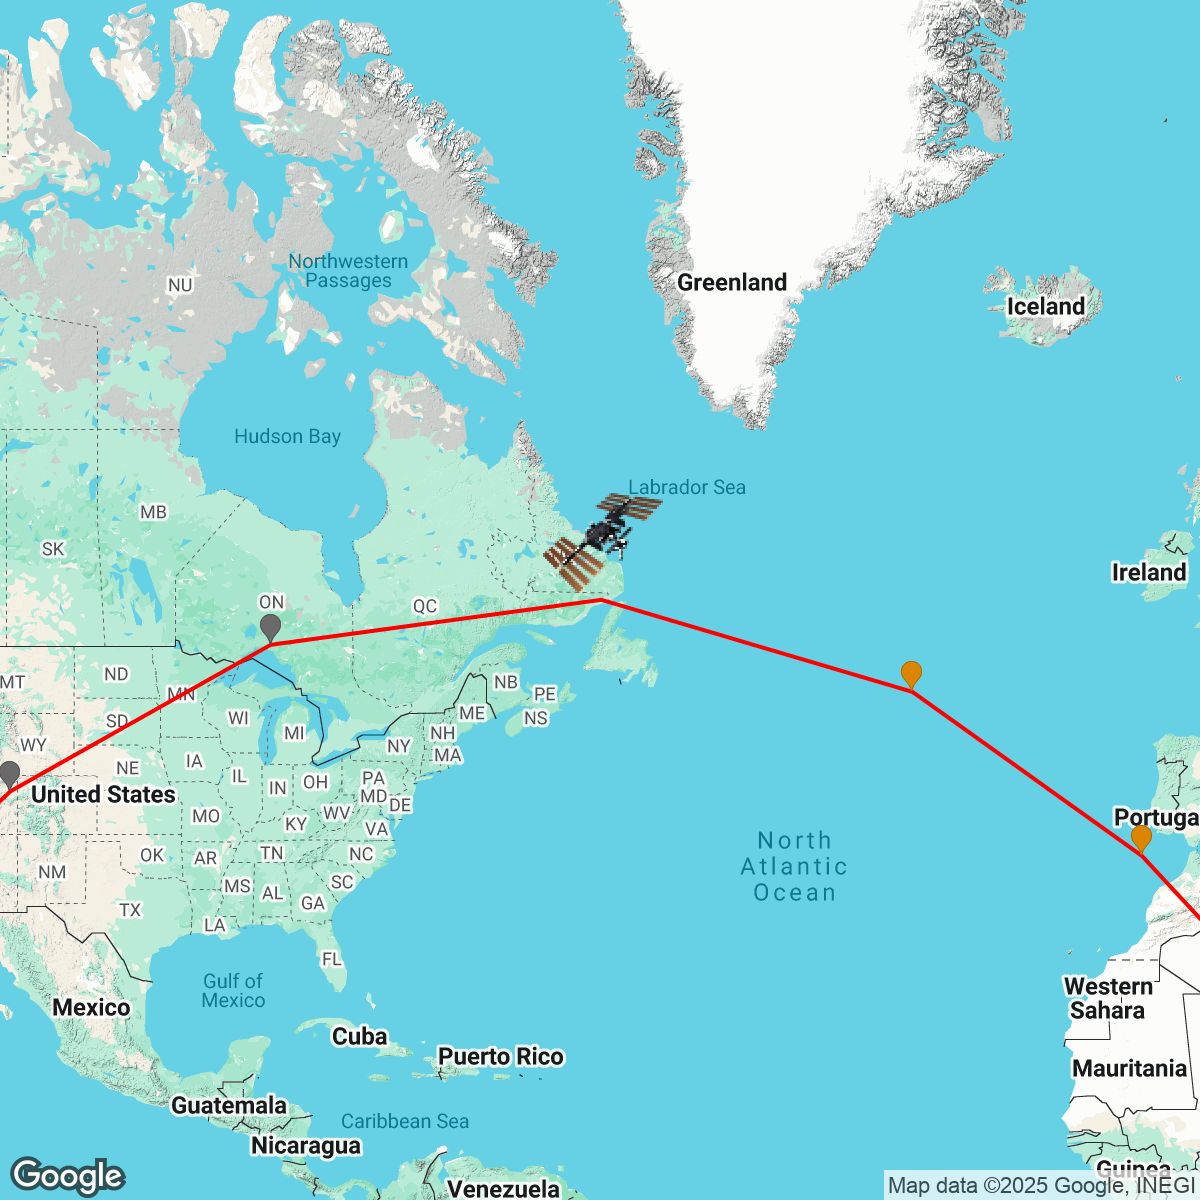 Northwestern
Passages
NU
Greenland
Iceland
Hudson Bay
Labrador Sea
MB
SK
Ireland
ON
QC
MT
ND
MN
NB
PE
SD
WI
MI
ME
NS
WY
NH
NY
MA
NE
IA
IL
IN
OH
PA
United States
MD
DE
MO
KY
WV
VA
Portuga
North
Atlantic
Ocean
NM
OK
AR
TN
NC
MS
AL
SC
GA
TX
LA
FL
Gulf of
Mexico
Western
Sahara
Mexico
Cuba
Puerto Rico
Mauritania
Guatemala
Caribbean Sea
Nicaragua
Guinea
Google
Venezuela
Map data ©2025 Google, INEGI